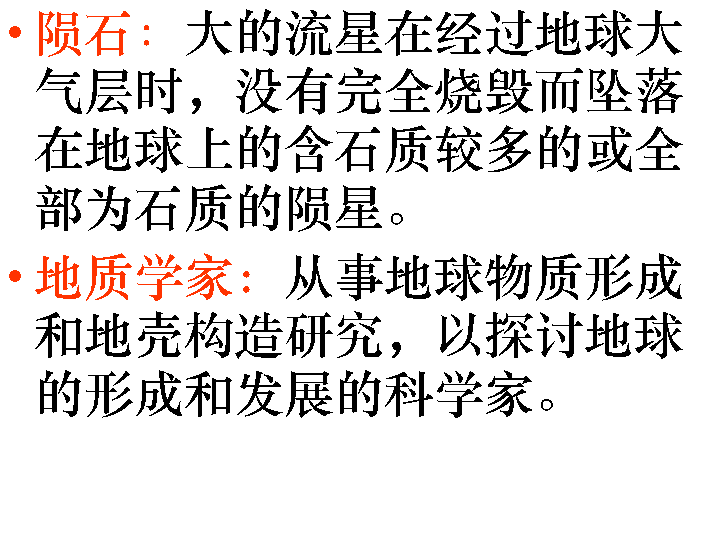 •陨石：大的流星在经过地球大
气层时，没有完全烧毁而坠落
在地球上的含石质较多的或全
部为石质的陨星。
•地质学家：从事地球物质形成
和地壳构造研究，以探讨地球
的形成和发展的科学家。